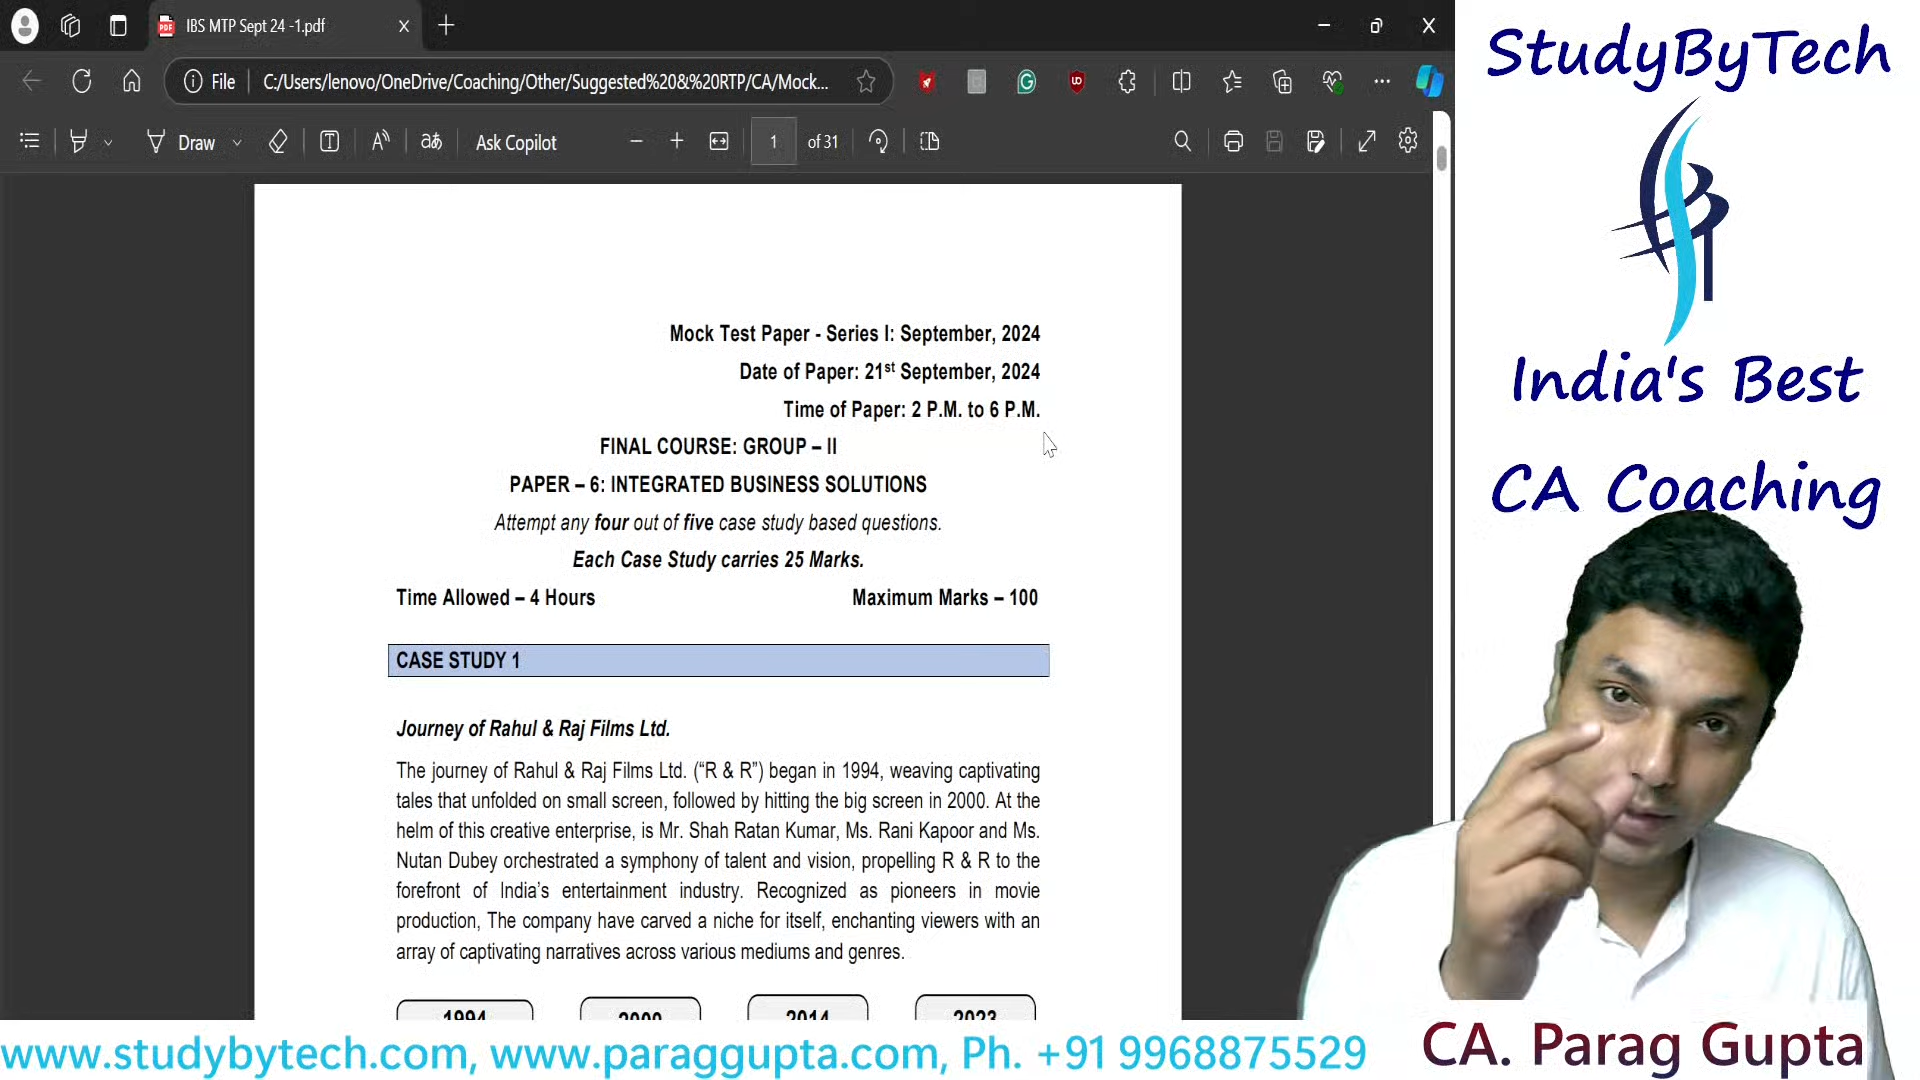 IBS MTP Sept 24 -1.pdf
File C:/Users/lenovo/OneDrive/Coaching/Other/Suggested%20&%20RTP/CA/Mock...
Draw Ask Copilot 1 of 31
Mock Test Paper - Series I: September, 2024
Date of Paper: 21st September, 2024
Time of Paper: 2 P.M. to 6 P.M.
FINAL COURSE: GROUP – II
PAPER – 6: INTEGRATED BUSINESS SOLUTIONS
Attempt any four out of five case study based questions.
Each Case Study carries 25 Marks.
Time Allowed – 4 Hours Maximum Marks – 100
CASE STUDY 1
Journey of Rahul & Raj Films Ltd.
The journey of Rahul & Raj Films Ltd. (“R & R”) began in 1994, weaving captivating
tales that unfolded on small screen, followed by hitting the big screen in 2000. At the
helm of this creative enterprise, is Mr. Shah Ratan Kumar, Ms. Rani Kapoor and Ms.
Nutan Dubey orchestrated a symphony of talent and vision, propelling R & R to the
forefront of India’s entertainment industry. Recognized as pioneers in movie
production, The company have carved a niche for itself, enchanting viewers with an
array of captivating narratives across various mediums and genres.
1994 2000 2014 2023
StudyByTech
India's Best
CA Coaching
www.studybytech.com, www.paraggupta.com, Ph. +91 9968875529
CA. Parag Gupta